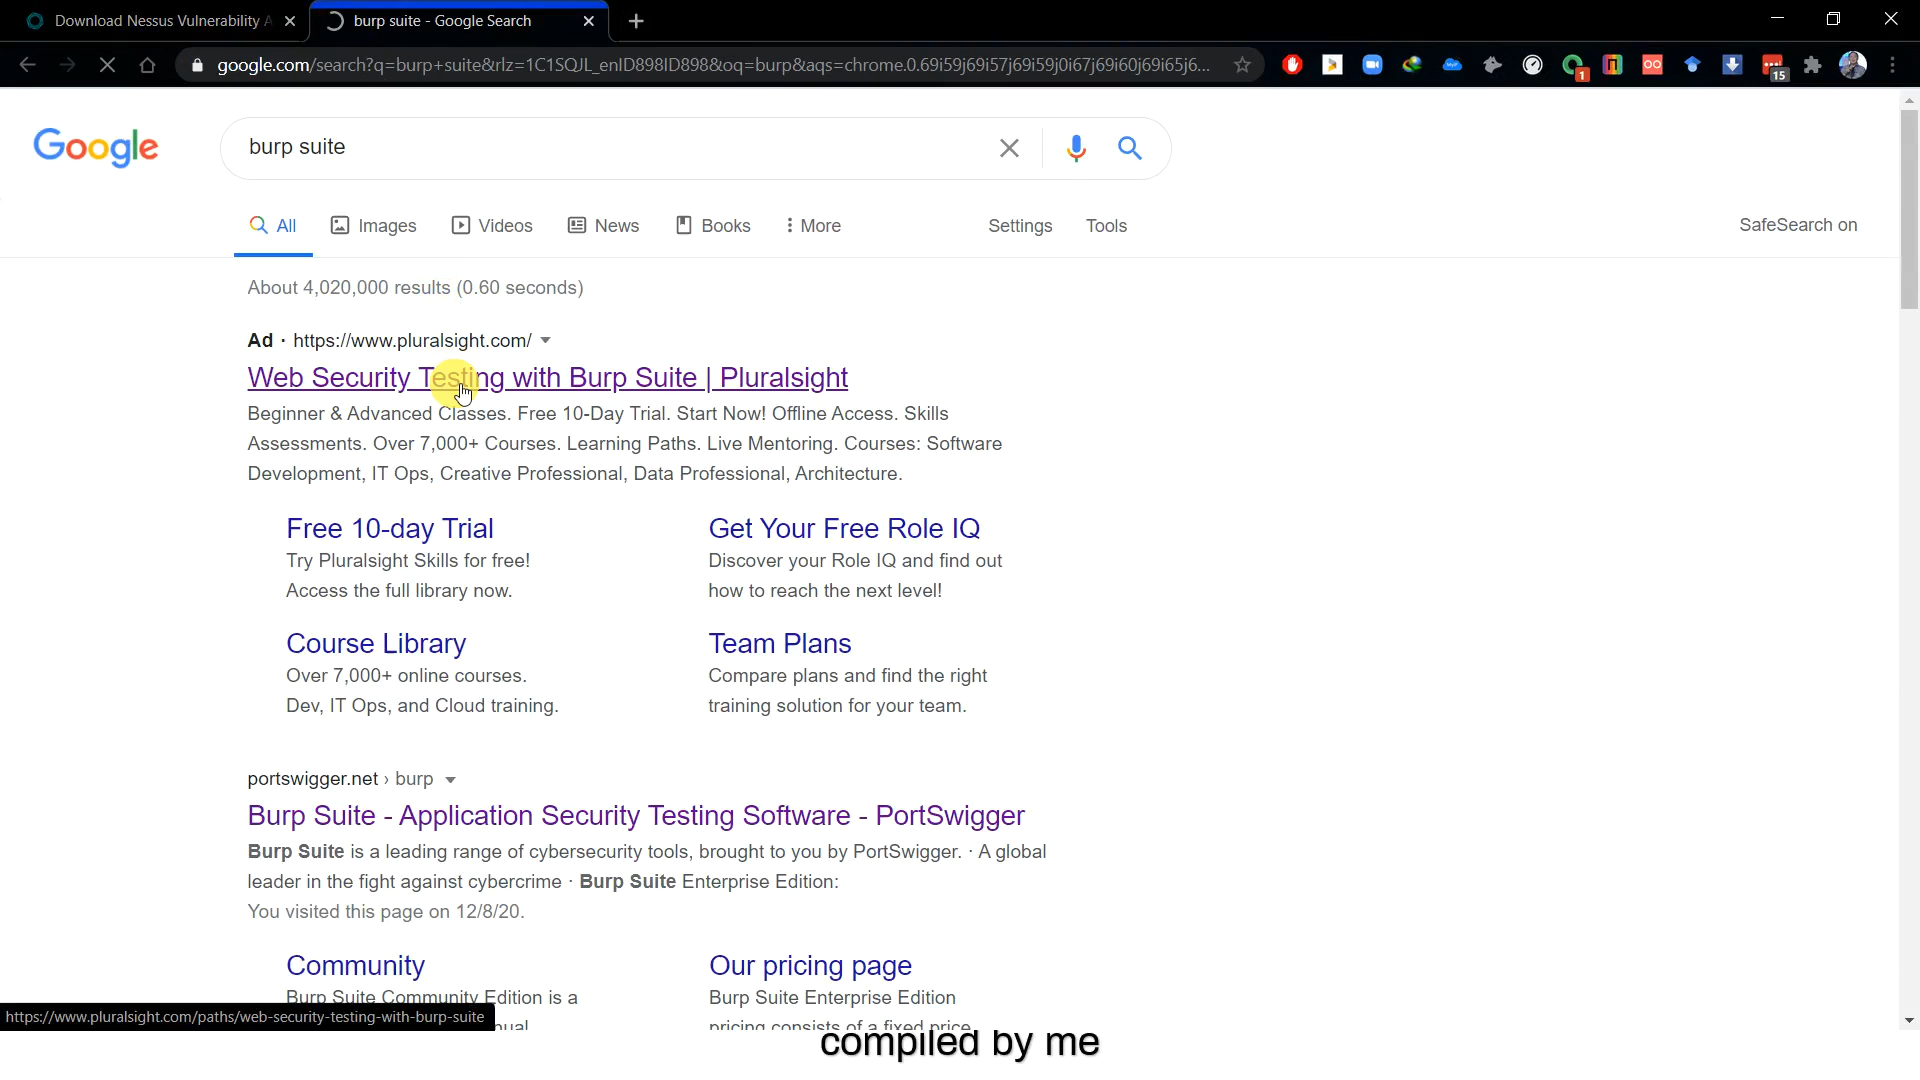 Download Nessus Vulnerability A
burp suite - Google Search
google.com/search?q=burp+suite&rlz=1C1SQJL_enID898ID898&oq=burp&aqs=chrome.0.69i59j69i57j69i59j0i67j69i60j69i65j6...
1
15
Google
burp suite
All
Images
Videos
News
Books
More
Settings
Tools
SafeSearch on
About 4,020,000 results (0.60 seconds)
Ad · https://www.pluralsight.com/
Web Security Testing with Burp Suite | Pluralsight
Beginner & Advanced Classes. Free 10-Day Trial. Start Now! Offline Access. Skills
Assessments. Over 7,000+ Courses. Learning Paths. Live Mentoring. Courses: Software
Development, IT Ops, Creative Professional, Data Professional, Architecture.
Free 10-day Trial
Try Pluralsight Skills for free!
Access the full library now.
Get Your Free Role IQ
Discover your Role IQ and find out
how to reach the next level!
Course Library
Over 7,000+ online courses.
Dev, IT Ops, and Cloud training.
Team Plans
Compare plans and find the right
training solution for your team.
portswigger.net › burp
Burp Suite - Application Security Testing Software - PortSwigger
Burp Suite is a leading range of cybersecurity tools, brought to you by PortSwigger. · A global
leader in the fight against cybercrime · Burp Suite Enterprise Edition:
You visited this page on 12/8/20.
Community
Burp Suite Community Edition is a
Our pricing page
Burp Suite Enterprise Edition
pricing consists of a fixed price
https://www.pluralsight.com/paths/web-security-testing-with-burp-suite
compiled by me